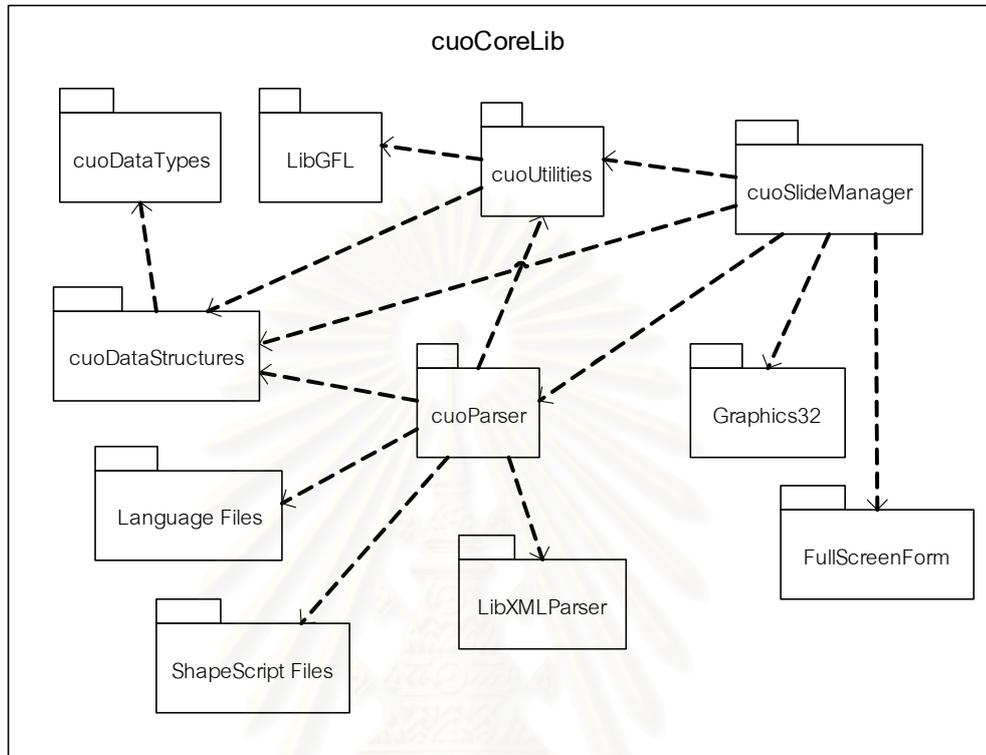 cuoCoreLib
cuoDataTypes
LibGFL
cuoUtilities
cuoSlideManager
cuoDataStructures
cuoParser
Graphics32
Language Files
FullScreenForm
LibXMLParser
ShapeScript Files